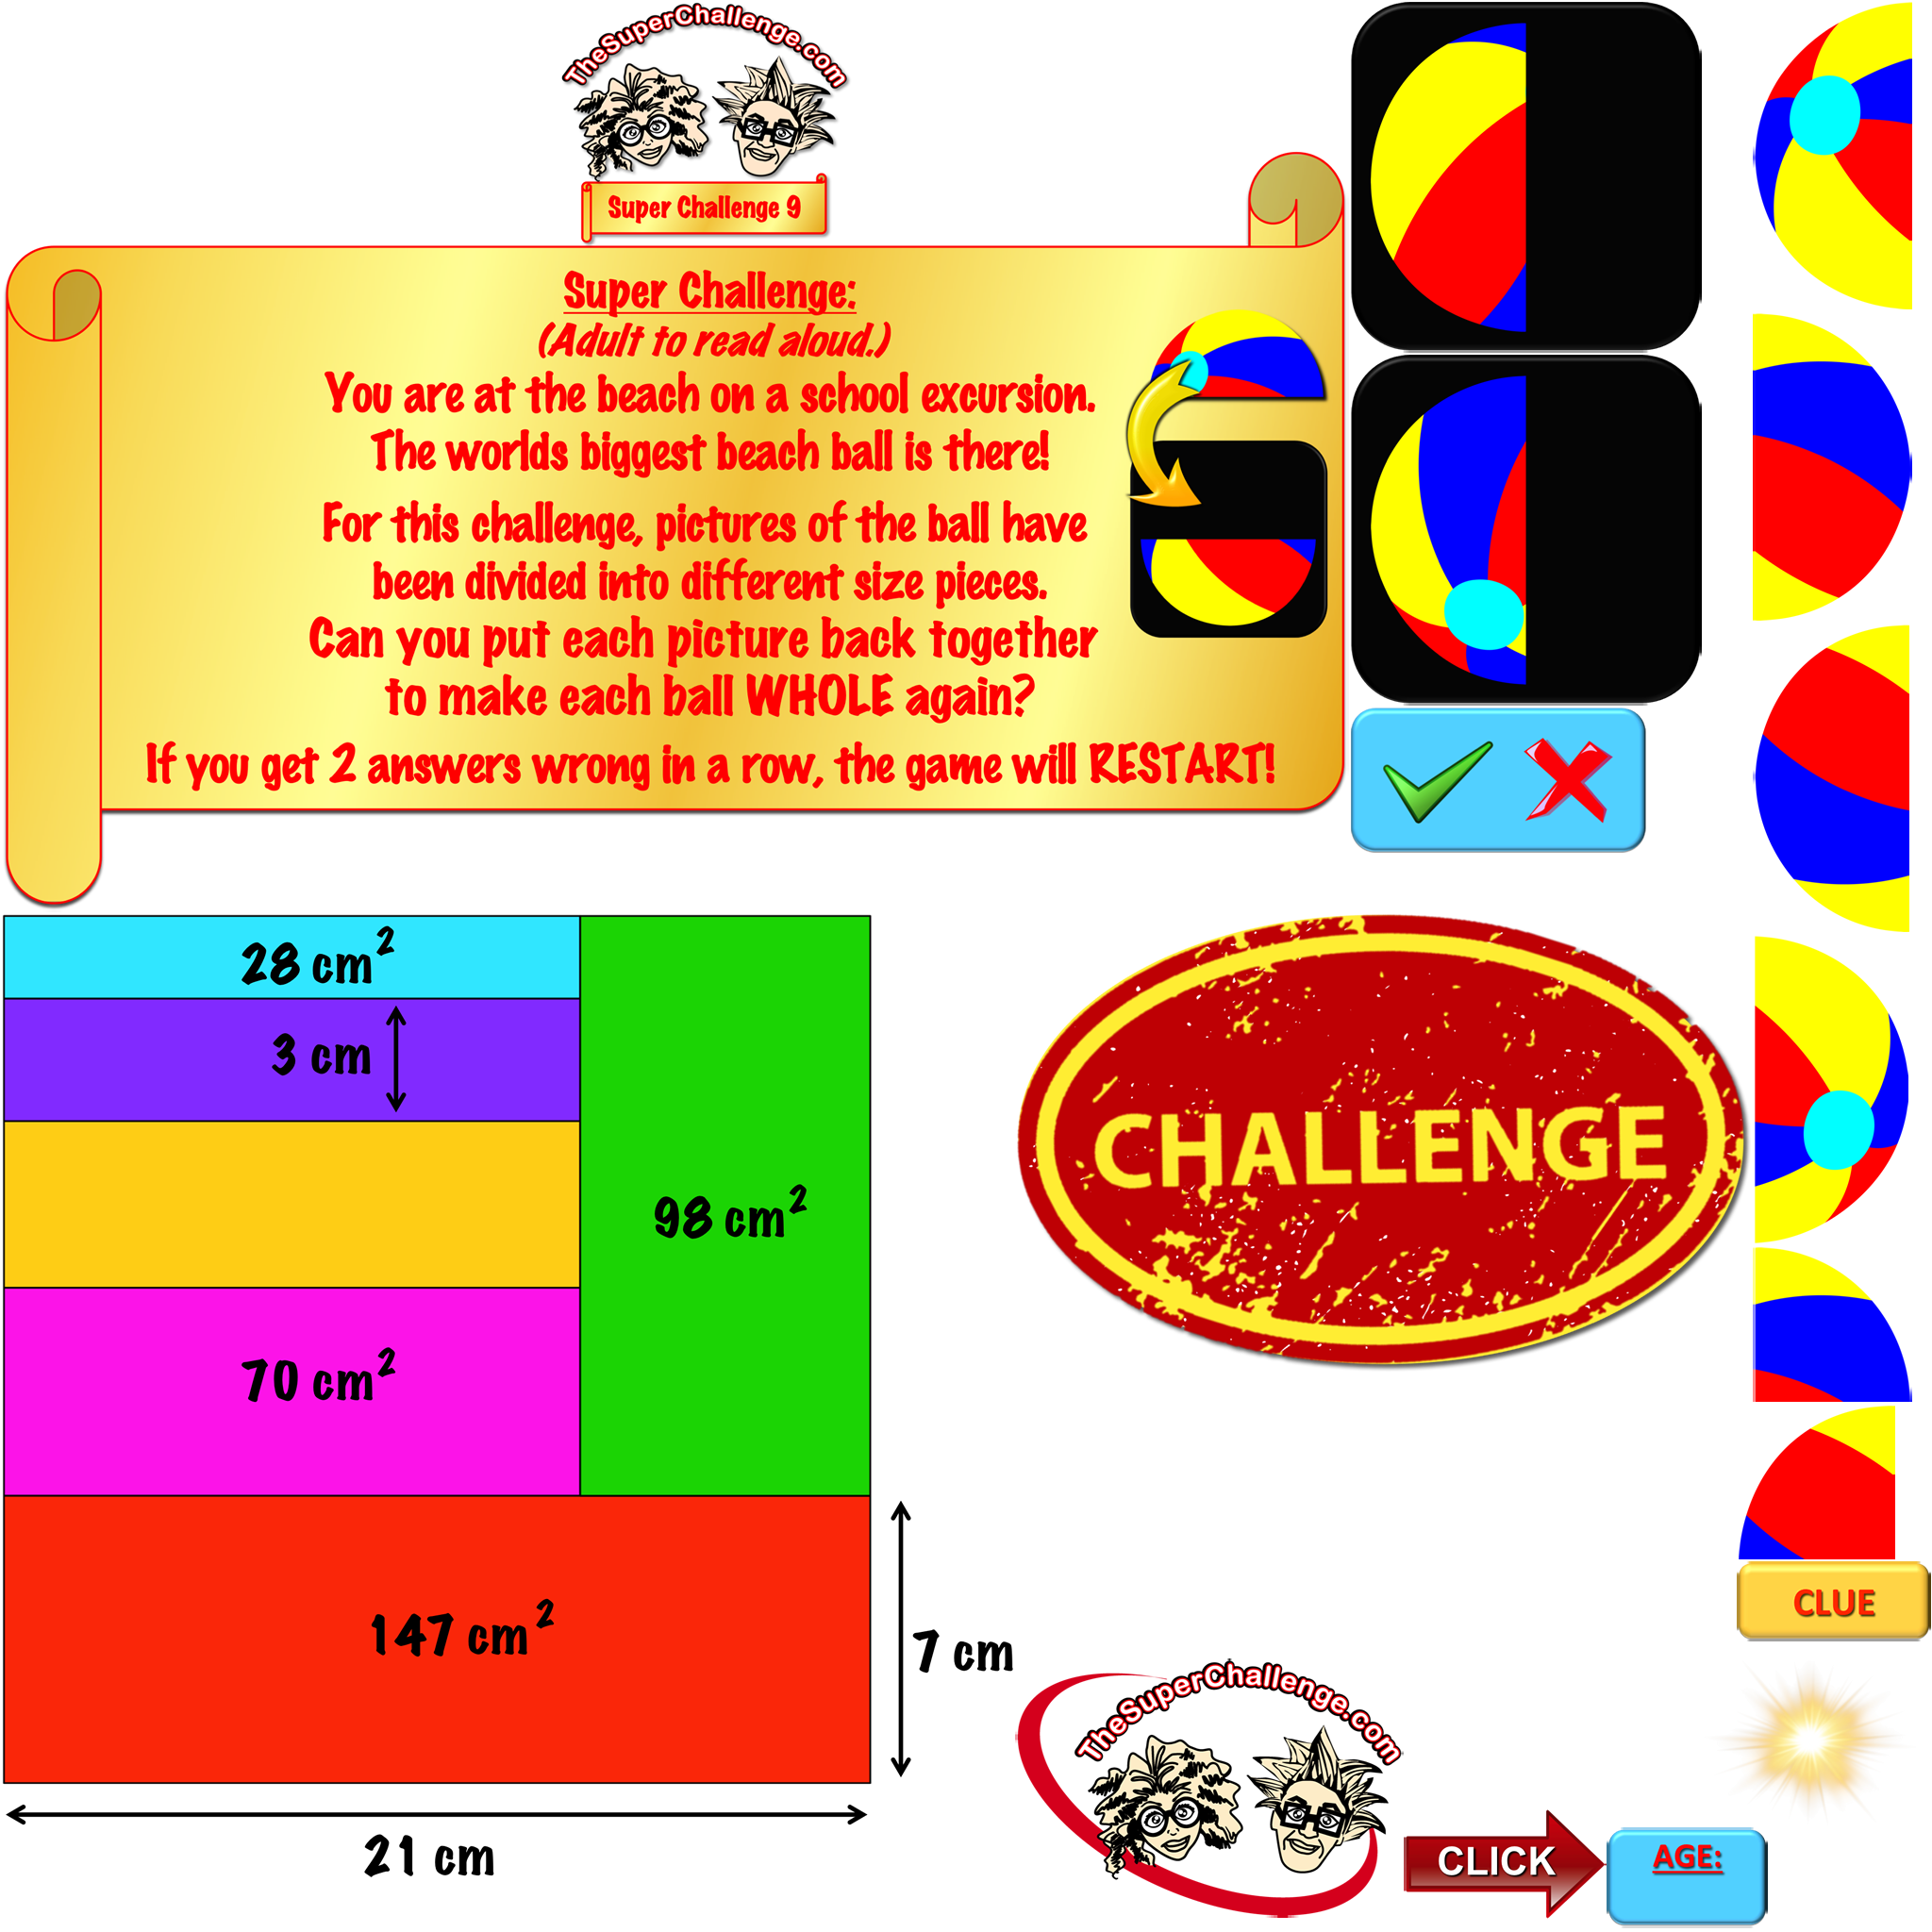 TheSuperChallenge.com
Super Challenge 9
Super Challenge:
(Adult to read aloud.)
You are at the beach on a school excursion.
The worlds biggest beach ball is there!
For this challenge, pictures of the ball have
been divided into different size pieces.
Can you put each picture back together
to make each ball WHOLE again?
If you get 2 answers wrong in a row, the game will RESTART!
28 cm²
3 cm
98 cm²
70 cm²
147 cm²
7 cm
21 cm
CHALLENGE
CLUE
TheSuperChallenge.com
CLICK
AGE: